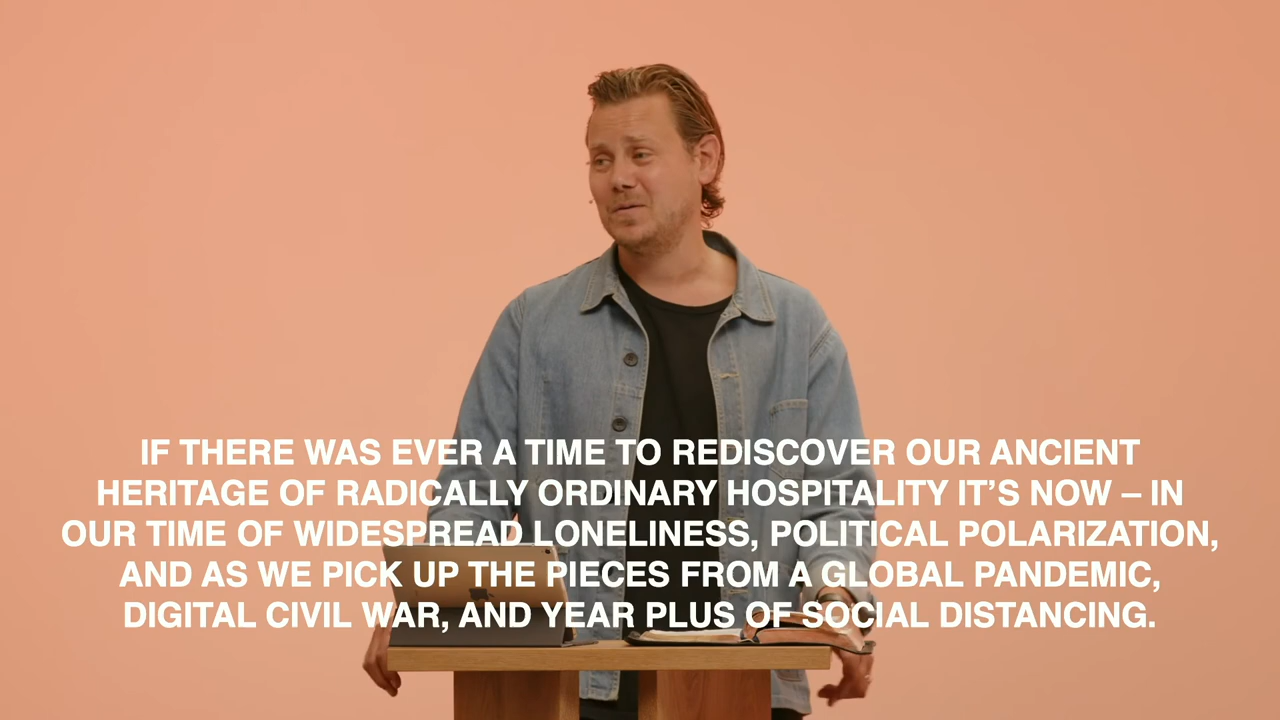 IF THERE WAS EVER A TIME TO REDISCOVER OUR ANCIENT
HERITAGE OF RADICALLY ORDINARY HOSPITALITY IT’S NOW – IN
OUR TIME OF WIDESPREAD LONELINESS, POLITICAL POLARIZATION,
AND AS WE PICK UP THE PIECES FROM A GLOBAL PANDEMIC,
DIGITAL CIVIL WAR, AND YEAR PLUS OF SOCIAL DISTANCING.